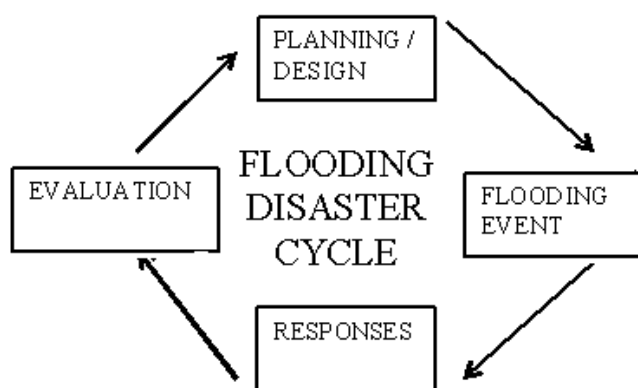 PLANNING /
DESIGN
FLOODING
DISASTER
CYCLE
EVALUATION
FLOODING
EVENT
RESPONSES